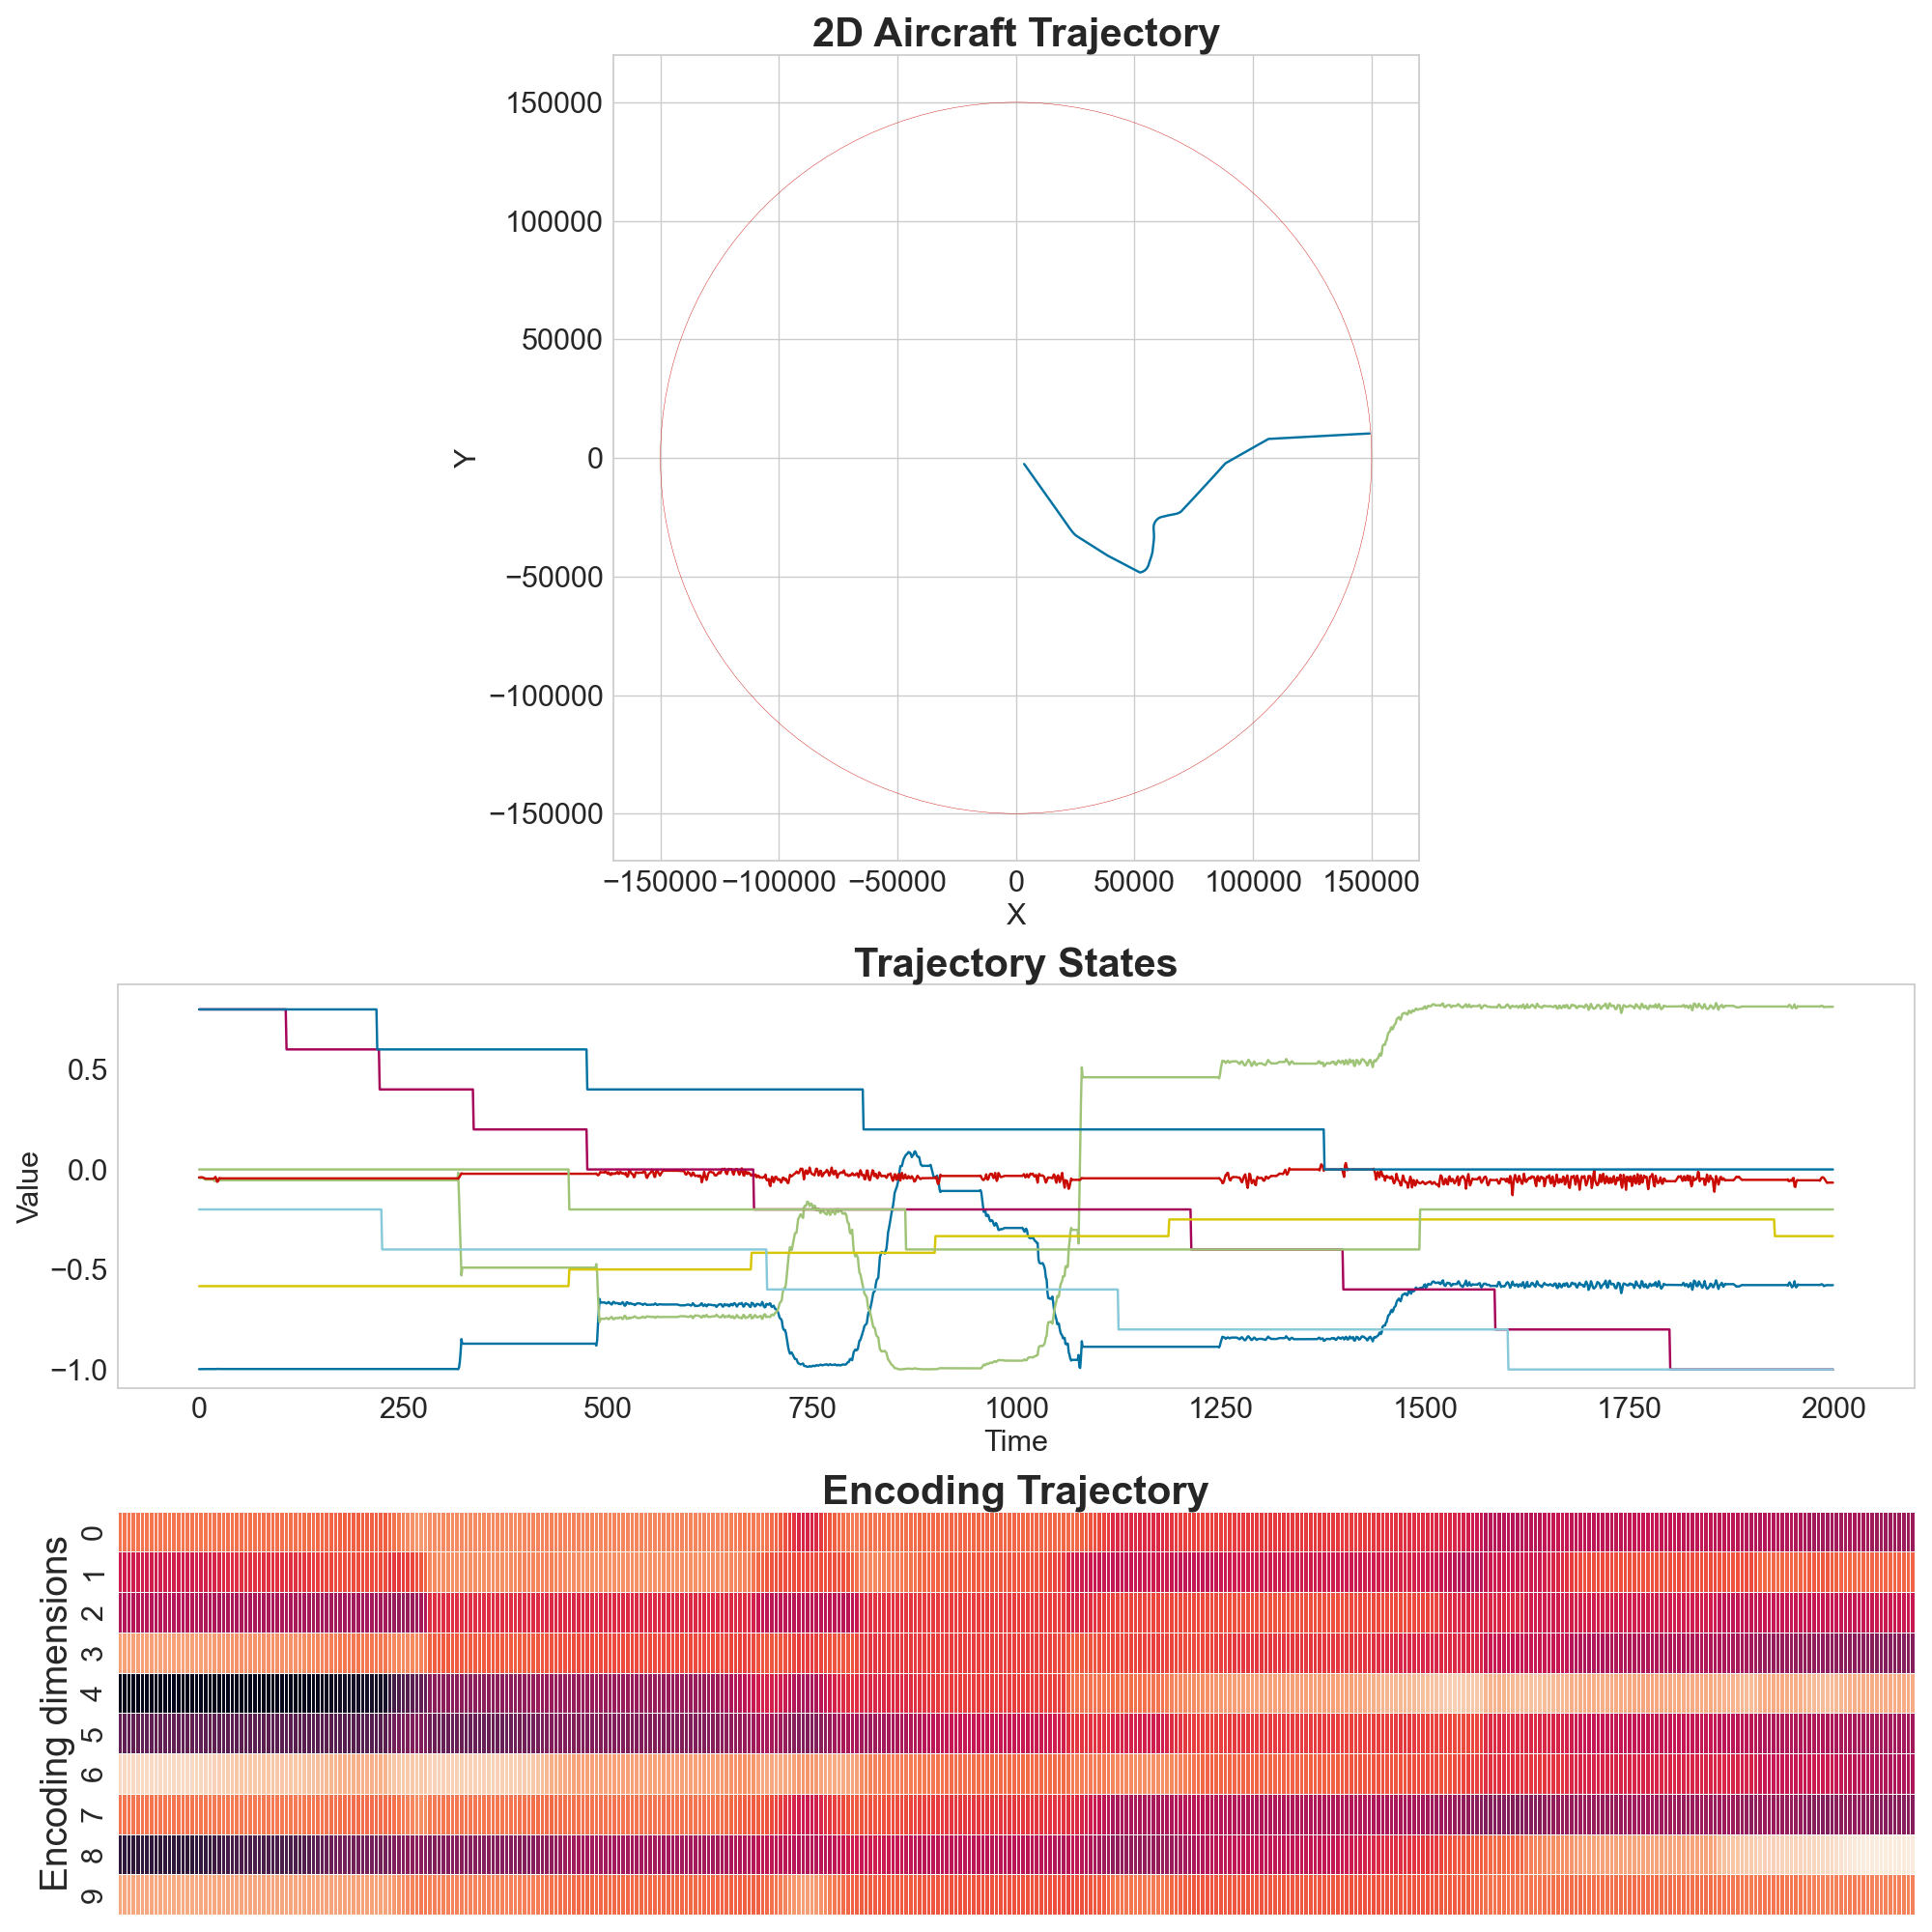 2D Aircraft Trajectory
150000
100000
50000
0
−50000
−100000
−150000
Y
−150000 −100000 −50000 0 50000 100000 150000
X
Trajectory States
0.5
0.0
−0.5
−1.0
Value
0 250 500 750 1000 1250 1500 1750 2000
Time
Encoding Trajectory
0
1
2
3
4
5
6
7
8
9
Encoding dimensions